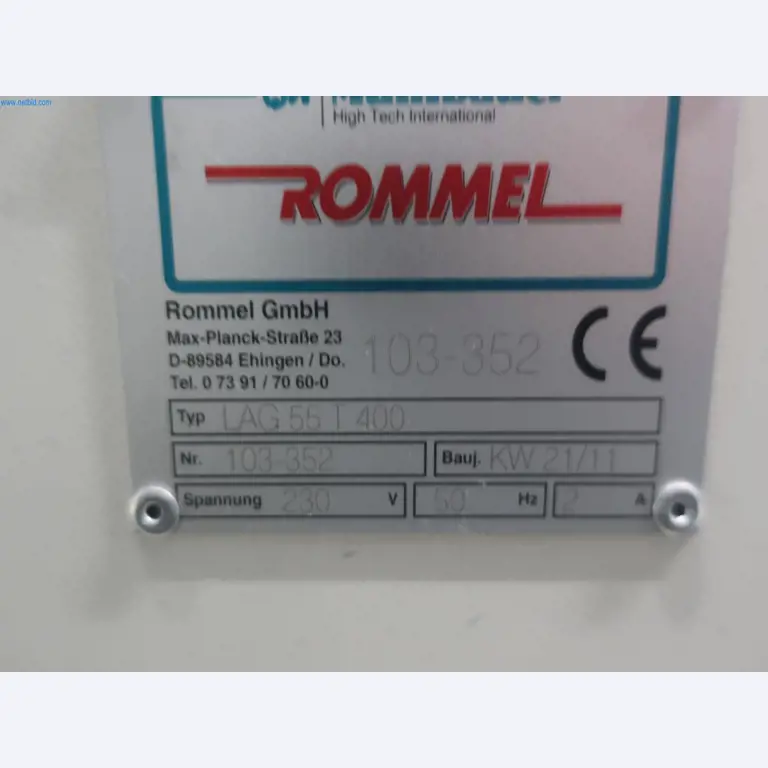 www.netbid.com
High Tech International
ROMMEL
Rommel GmbH
Max-Planck-Straße 23
D-89584 Ehingen / Do.
Tel. 0 73 91 / 70 60-0
103-352
CE
Typ LAG 55 T 400
Nr. 103-352
Bauj. KW 21/11
Spannung 230 V 50 Hz 2 A